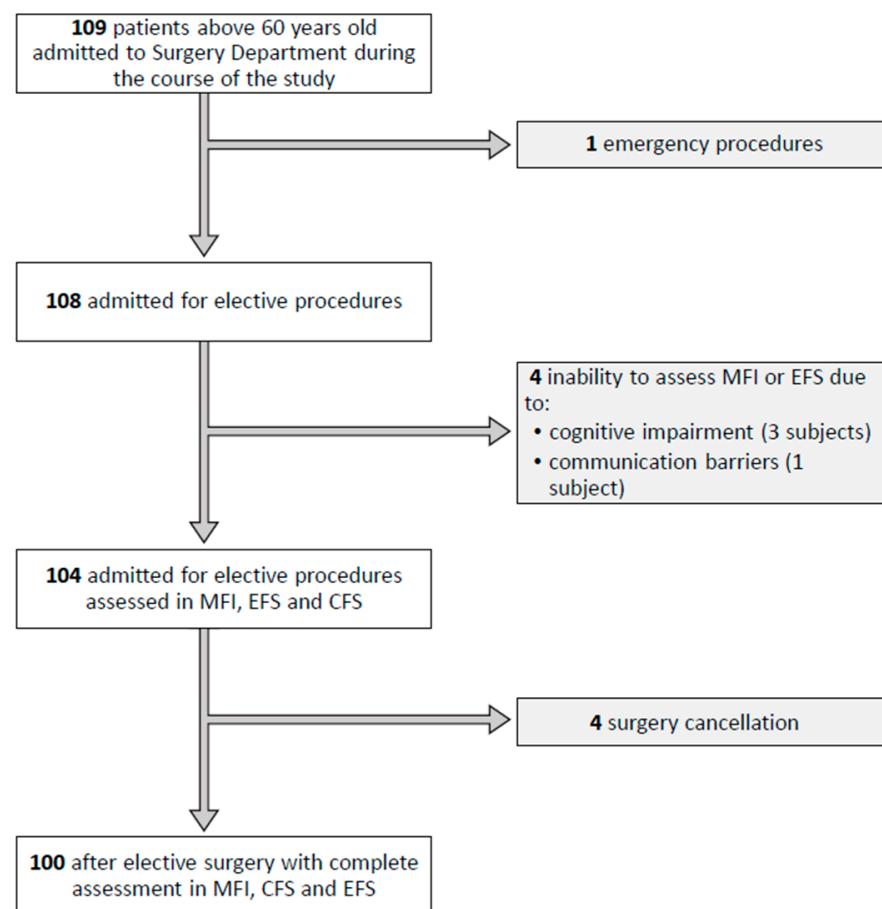 109 patients above 60 years old
admitted to Surgery Department during
the course of the study
1 emergency procedures
108 admitted for elective procedures
4 inability to assess MFI or EFS due
to:
• cognitive impairment (3 subjects)
• communication barriers (1
subject)
104 admitted for elective procedures
assessed in MFI, EFS and CFS
4 surgery cancellation
100 after elective surgery with complete
assessment in MFI, CFS and EFS